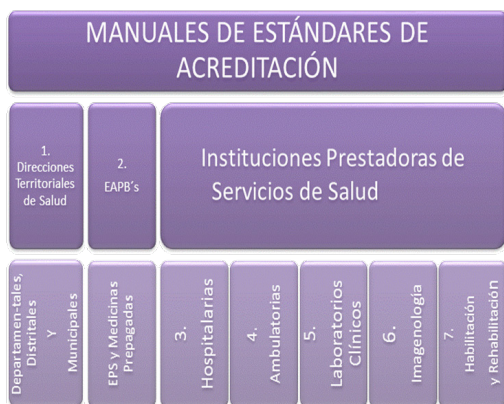 MANUALES DE ESTÁNDARES DE
ACREDITACIÓN
1.
Direcciones
Territoriales
de Salud
2.
EAPB´s
Instituciones Prestadoras de
Servicios de Salud
Departamen-tales,
Distritales
Y
Municipales
EPS y Medicinas
Prepagadas
3.
Hospitalarias
4.
Ambulatorias
5.
Laboratorios
Clínicos
6.
Imagenología
7.
Habilitación
y Rehabilitación